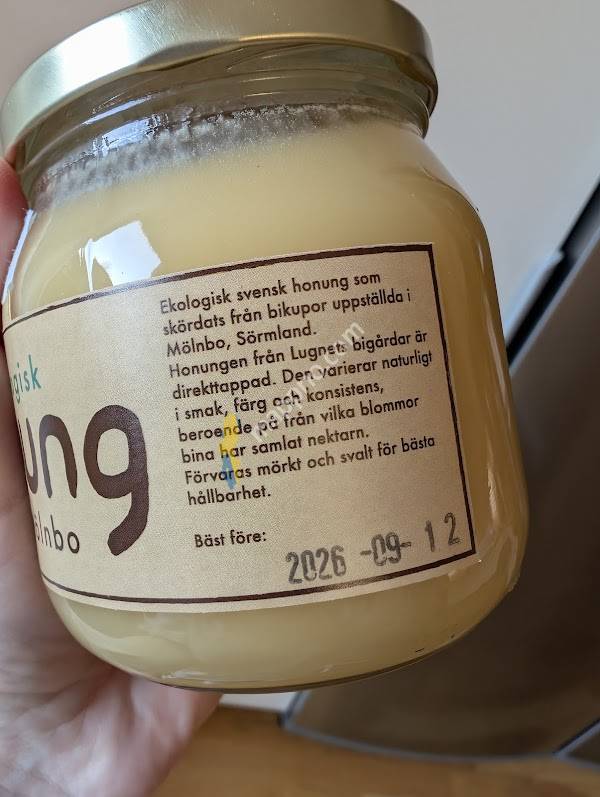 Ekologisk svensk honung som
skördats från bikupor uppställda i
Mölnbo, Sörmland.
Honungen från Lugnets bigårdar är
direkttappad. Den varierar naturligt
i smak, färg och konsistens,
beroende på från vilka blommor
bina har samlat nektarn.
Förvaras mörkt och svalt för bästa
hållbarhet.
Bäst före:
2026 -09- 12
gisk
ung
lnbo